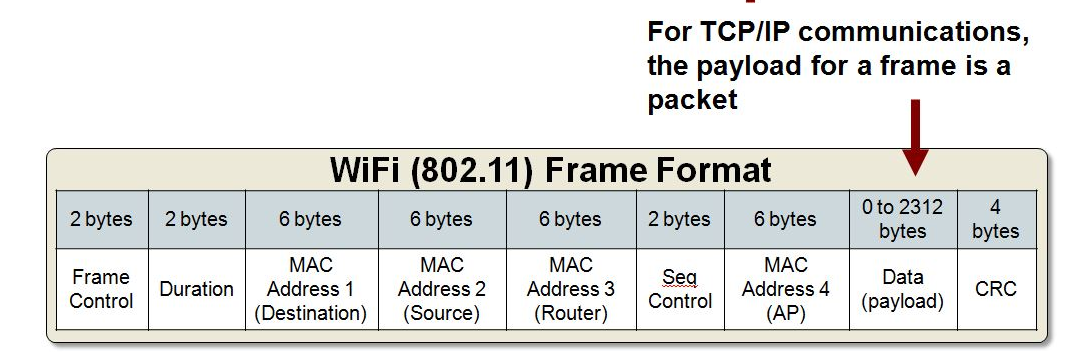 For TCP/IP communications,
the payload for a frame is a
packet
WiFi (802.11) Frame Format
2 bytes 2 bytes 6 bytes 6 bytes 6 bytes 2 bytes 6 bytes 0 to 2312 bytes 4 bytes
Frame Control Duration MAC Address 1 (Destination) MAC Address 2 (Source) MAC Address 3 (Router) Seq Control MAC Address 4 (AP) Data (payload) CRC